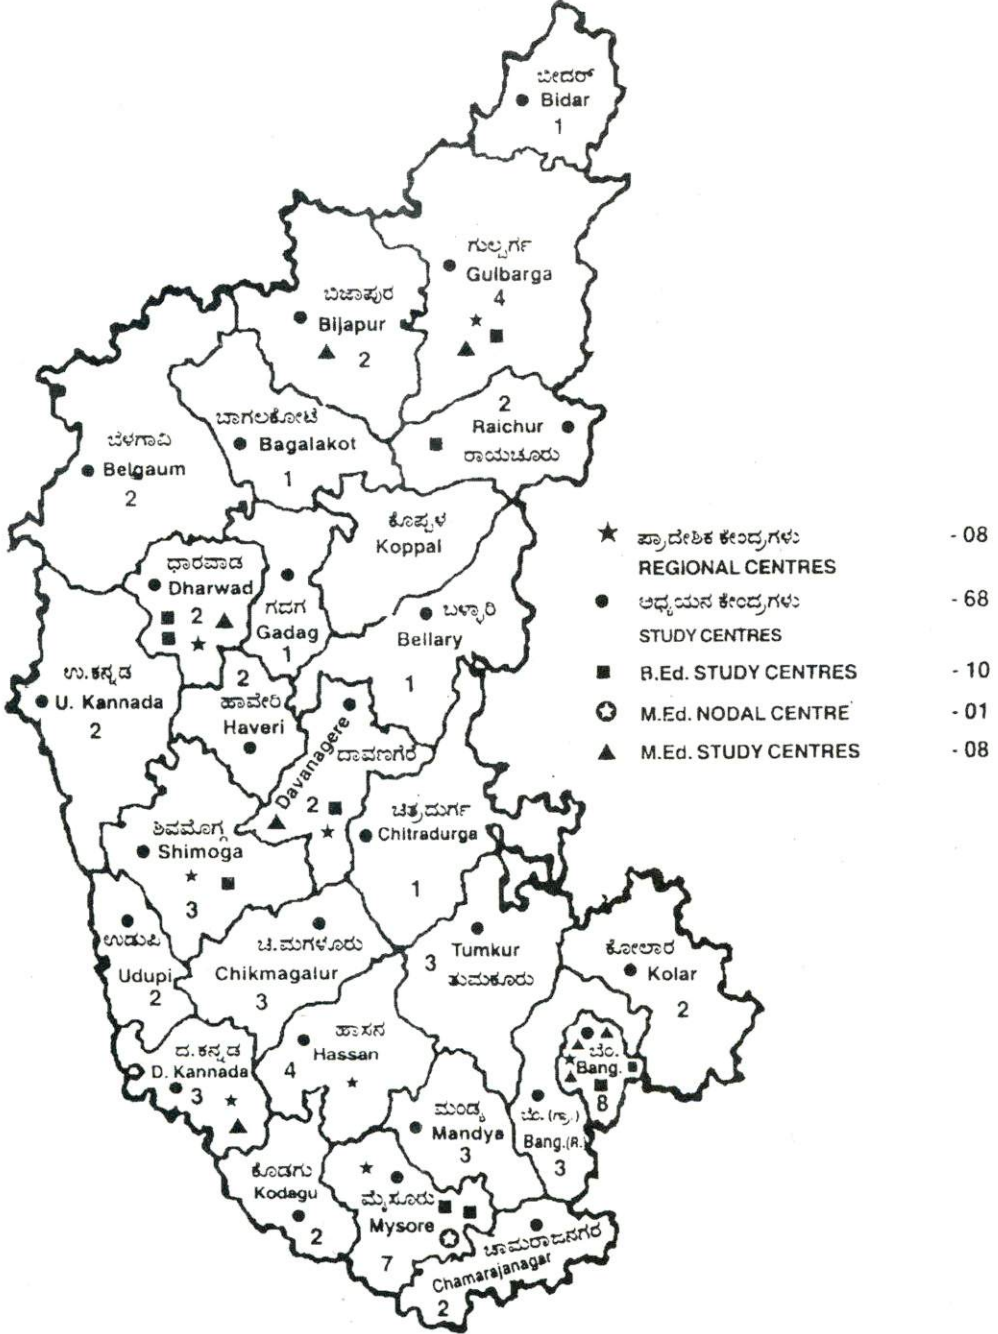 ಬೀದರ್
Bidar
1
ಗುಲ್ಬರ್ಗ
Gulbarga
4
ಬಿಜಾಪುರ
Bijapur
2
2
Raichur
ರಾಯಚೂರು
ಬಾಗಲಕೋಟೆ
Bagalakot
1
ಬೆಳಗಾವಿ
Belgaum
2
ಕೊಪ್ಪಳ
Koppal
ಧಾರವಾಡ
Dharwad
2
ಗದಗ
Gadag
1
ಬಳ್ಳಾರಿ
Bellary
1
ಉ.ಕನ್ನಡ
U. Kannada
2
2
ಹಾವೇರಿ
Haveri
ದಾವಣಗೆರೆ
Davanagere
2
ಚಿತ್ರದುರ್ಗ
Chitradurga
1
ಶಿವಮೊಗ್ಗ
Shimoga
3
ಉಡುಪಿ
Udupi
2
ಚಿ.ಮಗಳೂರು
Chikmagalur
3
3
Tumkur
ತುಮಕೂರು
ಕೋಲಾರ
Kolar
2
ಹಾಸನ
Hassan
4
ದ.ಕನ್ನಡ
D. Kannada
3
ಬೆಂ.
Bang.
8
ಬೆಂ.(ಗ್ರಾ.)
Bang.(R.)
3
ಮಂಡ್ಯ
Mandya
3
ಕೊಡಗು
Kodagu
2
ಮೈಸೂರು
Mysore
7
ಚಾಮರಾಜನಗರ
Chamarajanagar
2
ಪ್ರಾದೇಶಿಕ ಕೇಂದ್ರಗಳು - 08
REGIONAL CENTRES
ಅಧ್ಯಯನ ಕೇಂದ್ರಗಳು - 68
STUDY CENTRES
B.Ed. STUDY CENTRES - 10
M.Ed. NODAL CENTRE - 01
M.Ed. STUDY CENTRES - 08